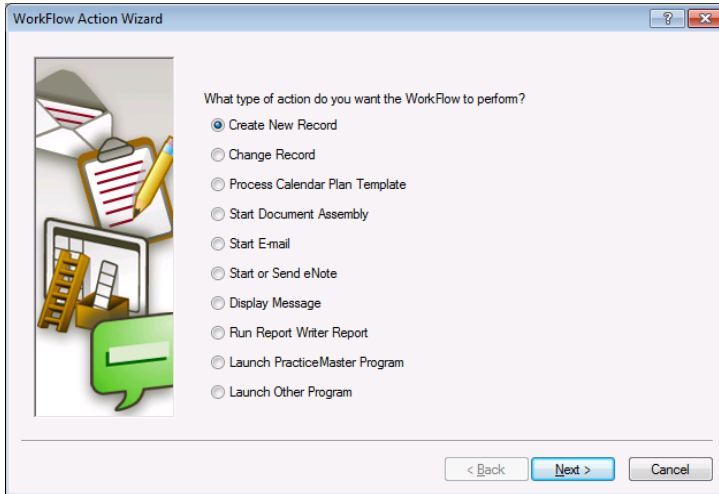 WorkFlow Action Wizard
What type of action do you want the WorkFlow to perform?
Create New Record
Change Record
Process Calendar Plan Template
Start Document Assembly
Start E-mail
Start or Send eNote
Display Message
Run Report Writer Report
Launch PracticeMaster Program
Launch Other Program
< Back Next > Cancel